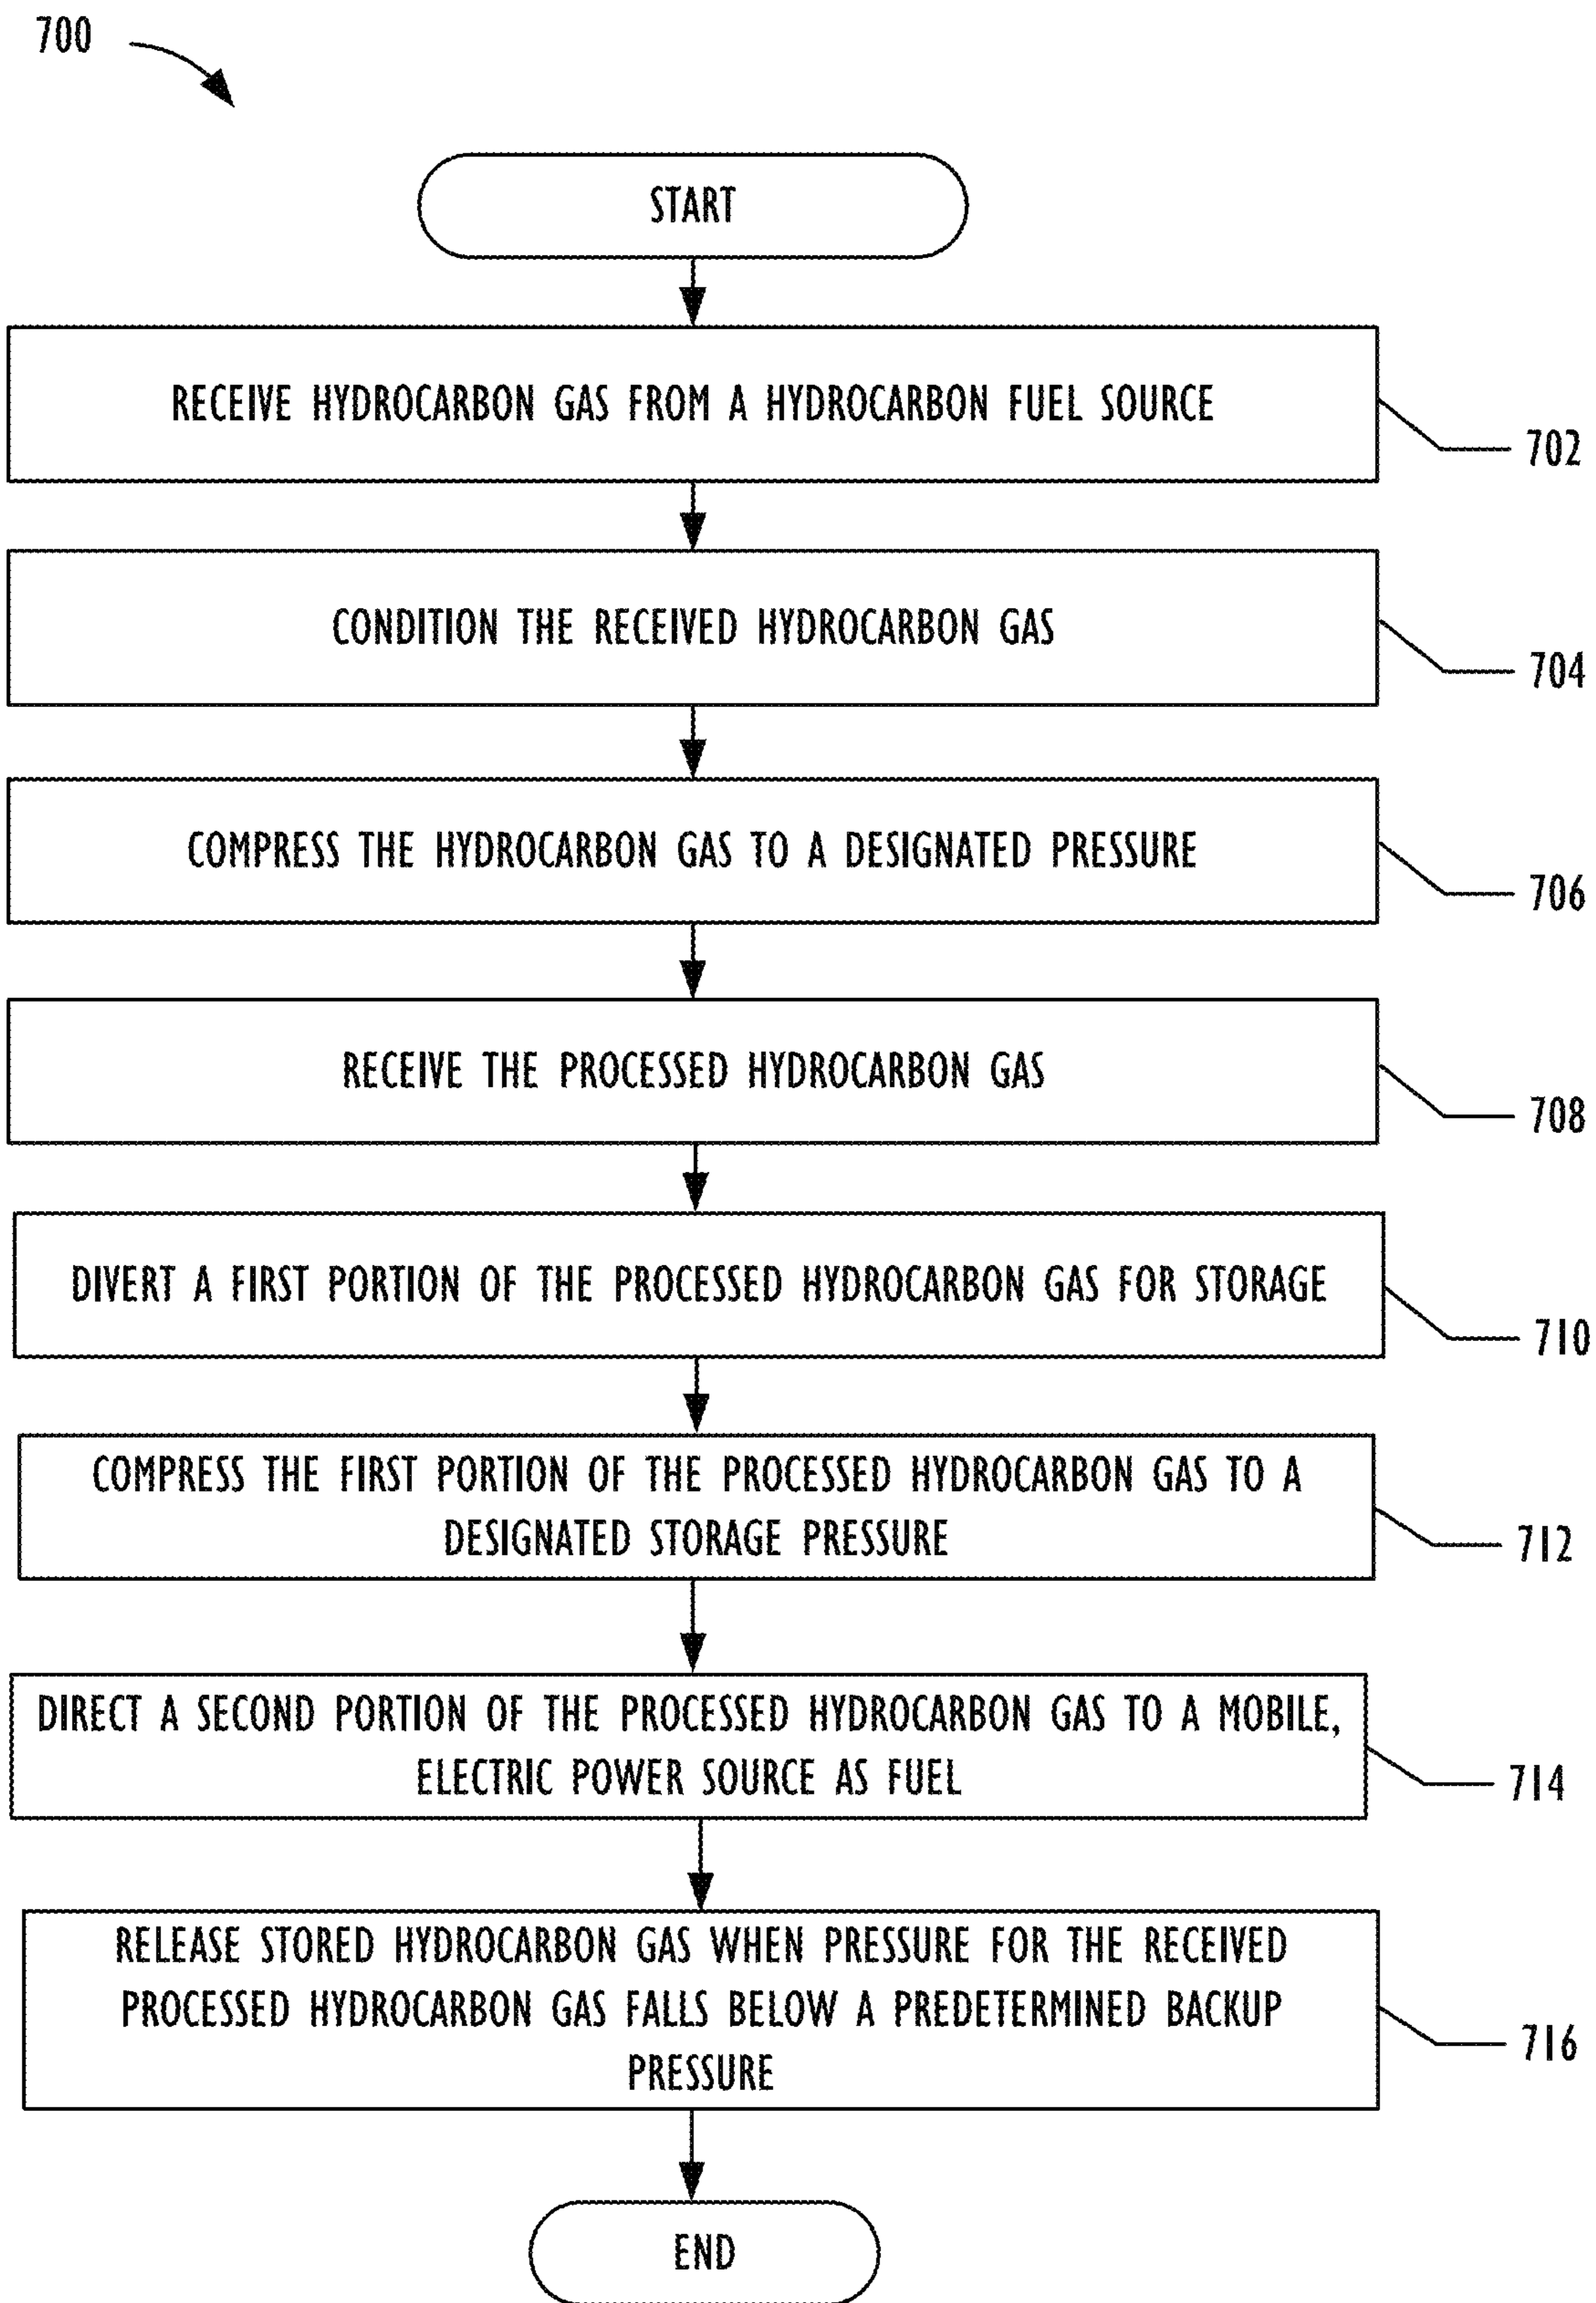 700
START
RECEIVE HYDROCARBON GAS FROM A HYDROCARBON FUEL SOURCE
702
CONDITION THE RECEIVED HYDROCARBON GAS
704
COMPRESS THE HYDROCARBON GAS TO A DESIGNATED PRESSURE
706
RECEIVE THE PROCESSED HYDROCARBON GAS
708
DIVERT A FIRST PORTION OF THE PROCESSED HYDROCARBON GAS FOR STORAGE
710
COMPRESS THE FIRST PORTION OF THE PROCESSED HYDROCARBON GAS TO A
DESIGNATED STORAGE PRESSURE
712
DIRECT A SECOND PORTION OF THE PROCESSED HYDROCARBON GAS TO A MOBILE,
ELECTRIC POWER SOURCE AS FUEL
714
RELEASE STORED HYDROCARBON GAS WHEN PRESSURE FOR THE RECEIVED
PROCESSED HYDROCARBON GAS FALLS BELOW A PREDETERMINED BACKUP
PRESSURE
716
END